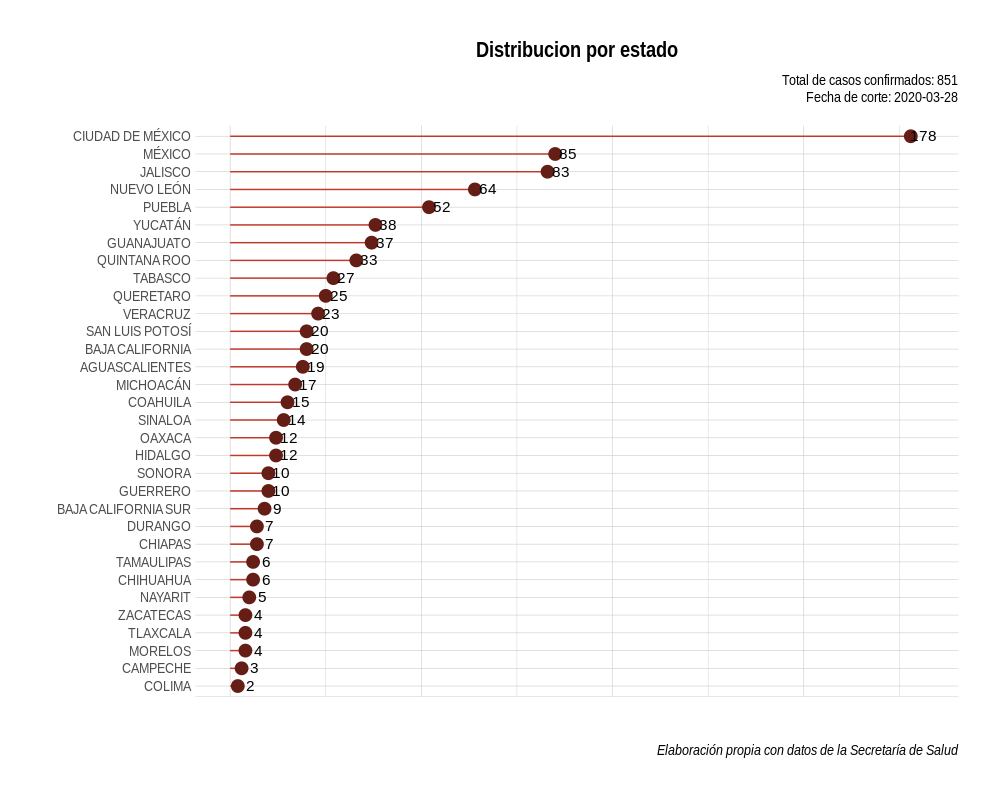 Distribucion por estado
Total de casos confirmados: 851
Fecha de corte: 2020-03-28
CIUDAD DE MÉXICO 178
MÉXICO 85
JALISCO 83
NUEVO LEÓN 64
PUEBLA 52
YUCATÁN 38
GUANAJUATO 37
QUINTANA ROO 33
TABASCO 27
QUERETARO 25
VERACRUZ 23
SAN LUIS POTOSÍ 20
BAJA CALIFORNIA 20
AGUASCALIENTES 19
MICHOACÁN 17
COAHUILA 15
SINALOA 14
OAXACA 12
HIDALGO 12
SONORA 10
GUERRERO 10
BAJA CALIFORNIA SUR 9
DURANGO 7
CHIAPAS 7
TAMAULIPAS 6
CHIHUAHUA 6
NAYARIT 5
ZACATECAS 4
TLAXCALA 4
MORELOS 4
CAMPECHE 3
COLIMA 2
Elaboración propia con datos de la Secretaría de Salud